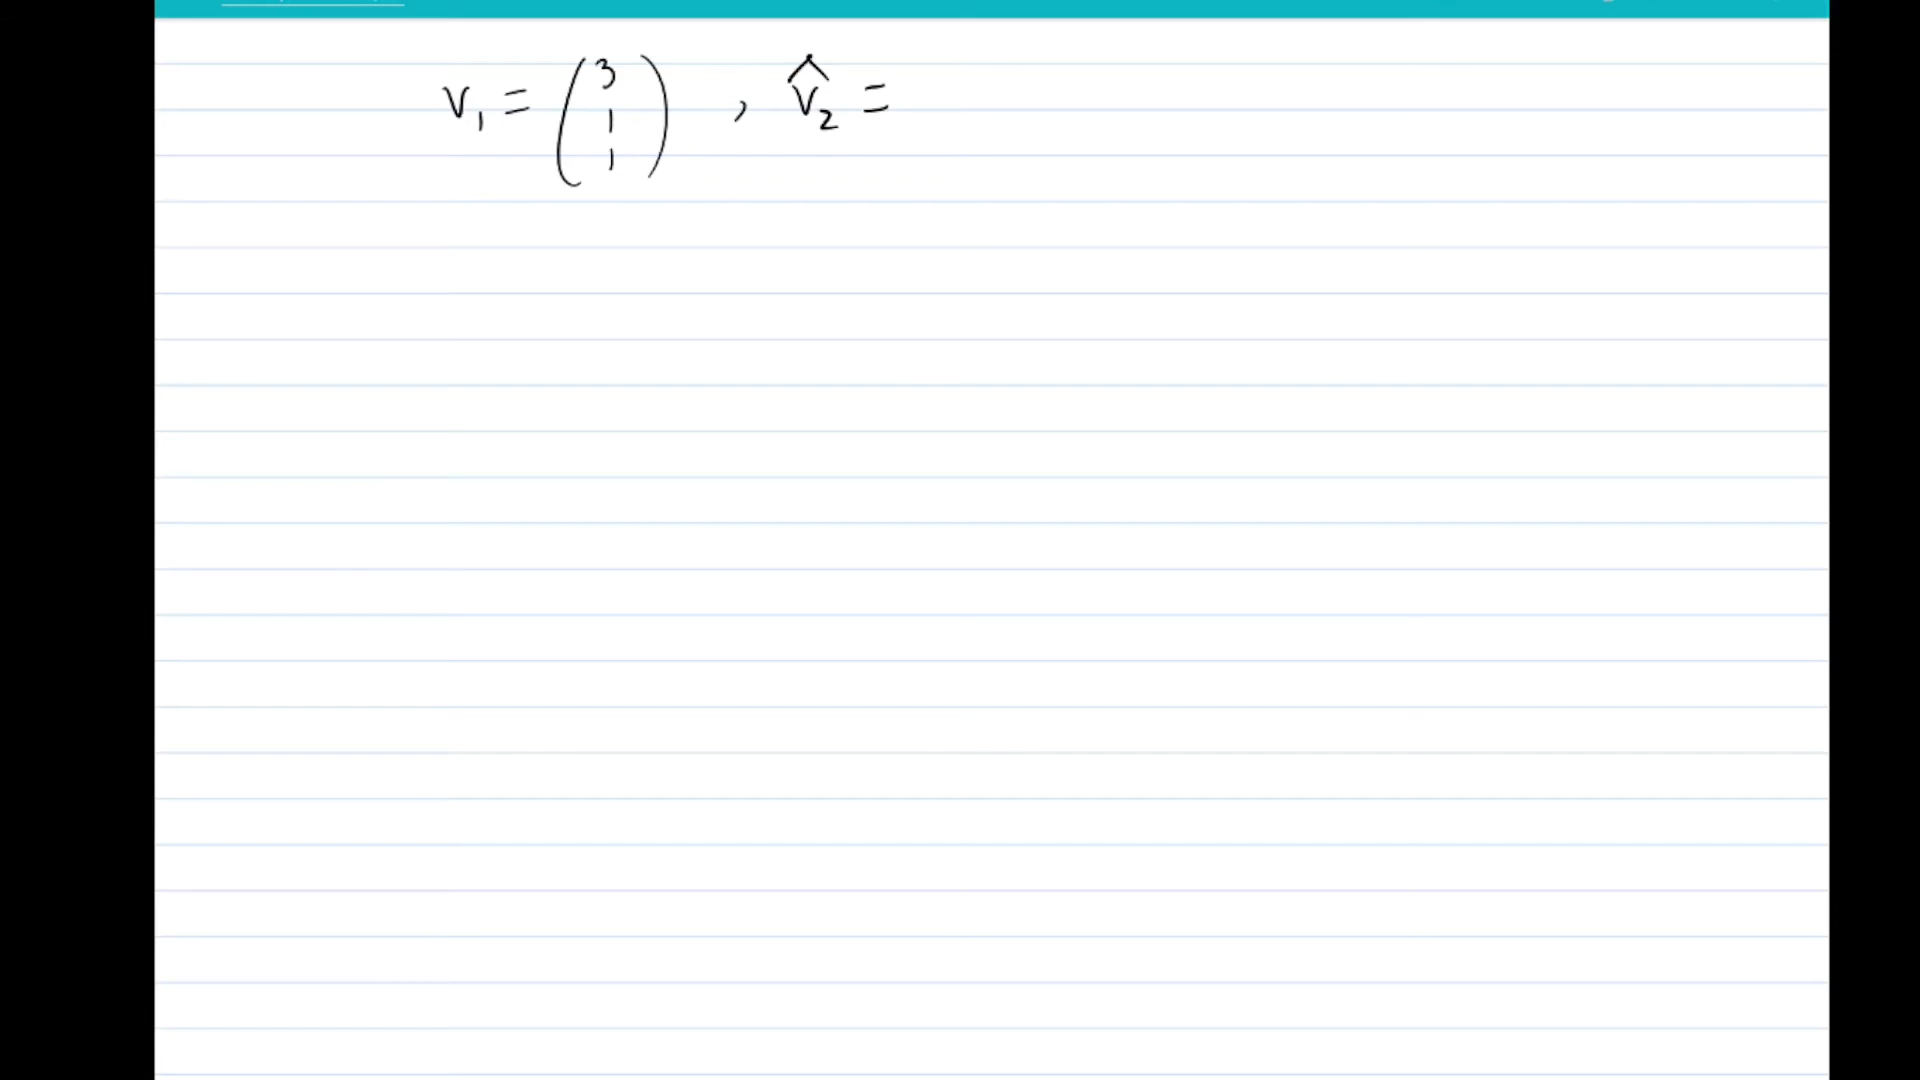 v₁ = (3 1 1) , v̂₂ =